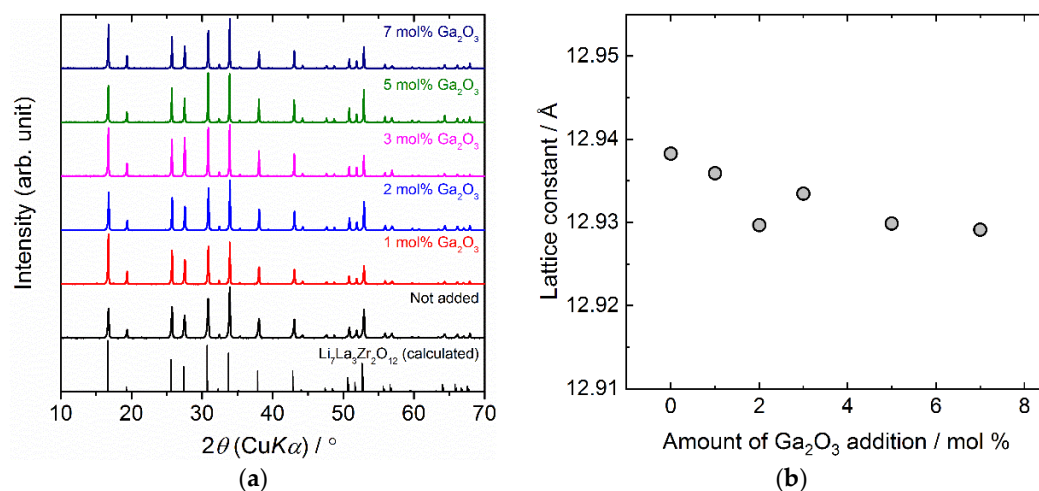 7 mol% Ga₂O₃
5 mol% Ga₂O₃
3 mol% Ga₂O₃
2 mol% Ga₂O₃
1 mol% Ga₂O₃
Not added
Li₇La₃Zr₂O₁₂ (calculated)
Intensity (arb. unit)
10 20 30 40 50 60 70
2θ (CuKα) / °
(a)
12.95
12.94
12.93
12.92
12.91
Lattice constant / Å
0 2 4 6 8
Amount of Ga₂O₃ addition / mol %
(b)